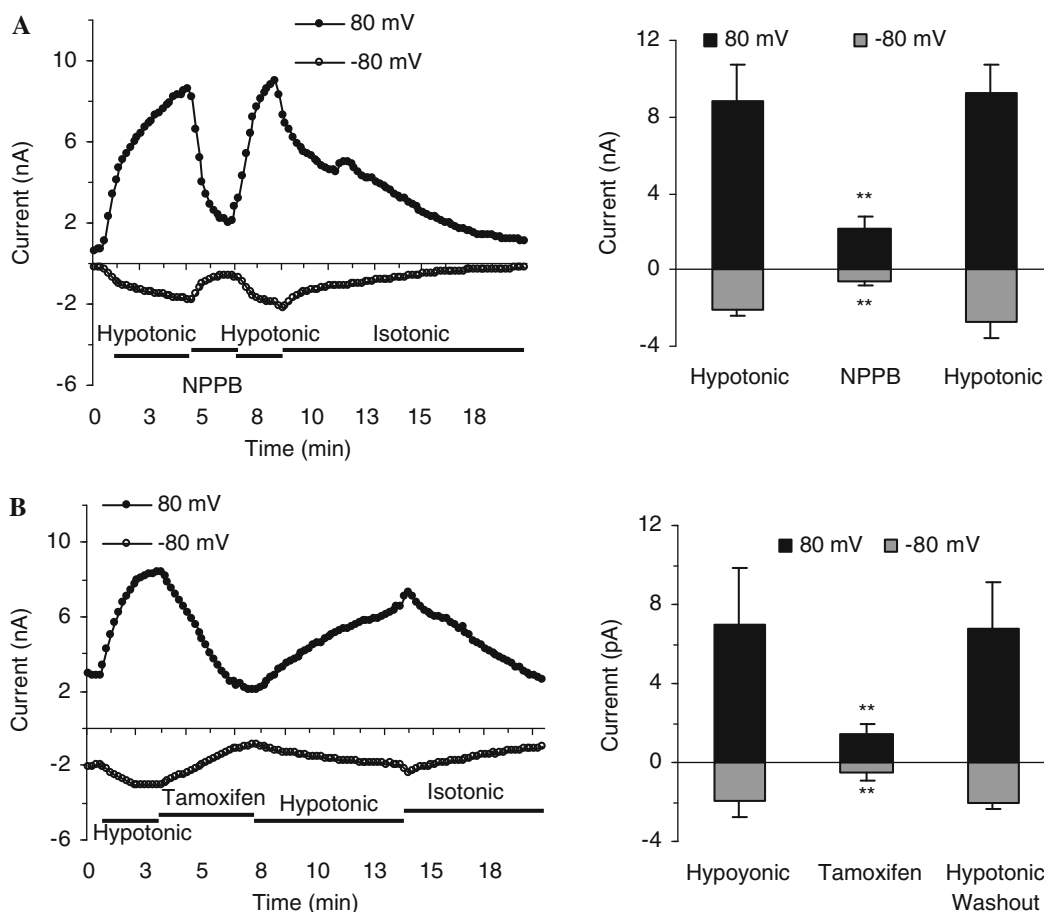 A
80 mV
-80 mV
10
6
2
-2
-6
Current (nA)
Hypotonic
Hypotonic
Isotonic
NPPB
0 3 5 8 10 13 15 18
Time (min)
80 mV
-80 mV
12
8
4
0
-4
Current (nA)
**
**
Hypotonic
NPPB
Hypotonic
B
80 mV
-80 mV
10
6
2
-2
-6
Current (nA)
Tamoxifen
Hypotonic
Isotonic
Hypotonic
0 3 5 8 10 13 15 18
Time (min)
80 mV
-80 mV
12
8
4
0
-4
Currennt (pA)
**
**
Hypoyonic
Tamoxifen
Hypotonic
Washout